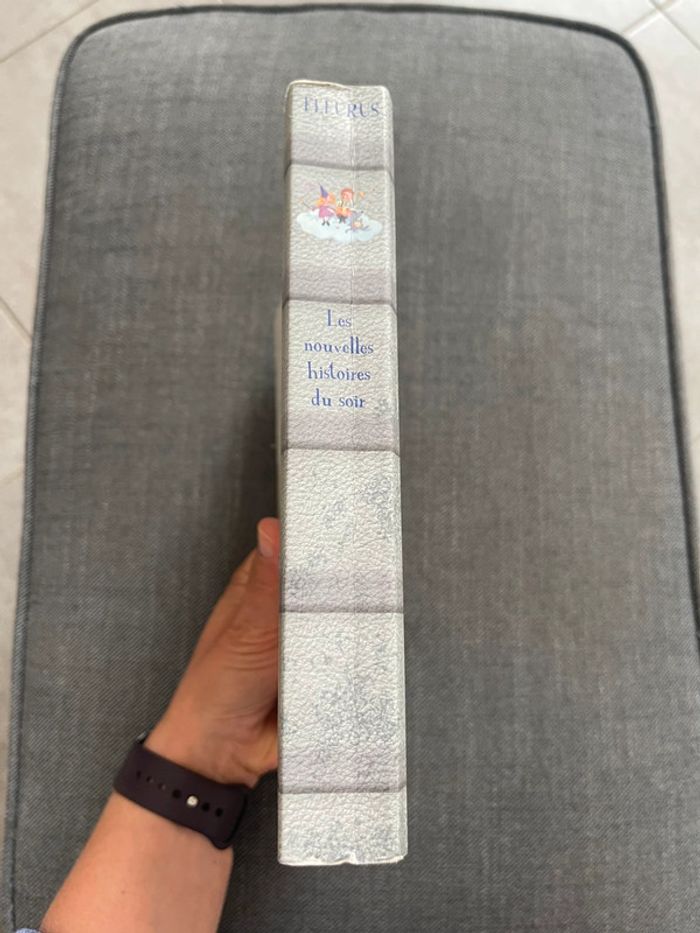 FLEURUS
Les
nouvelles
histoires
du soir